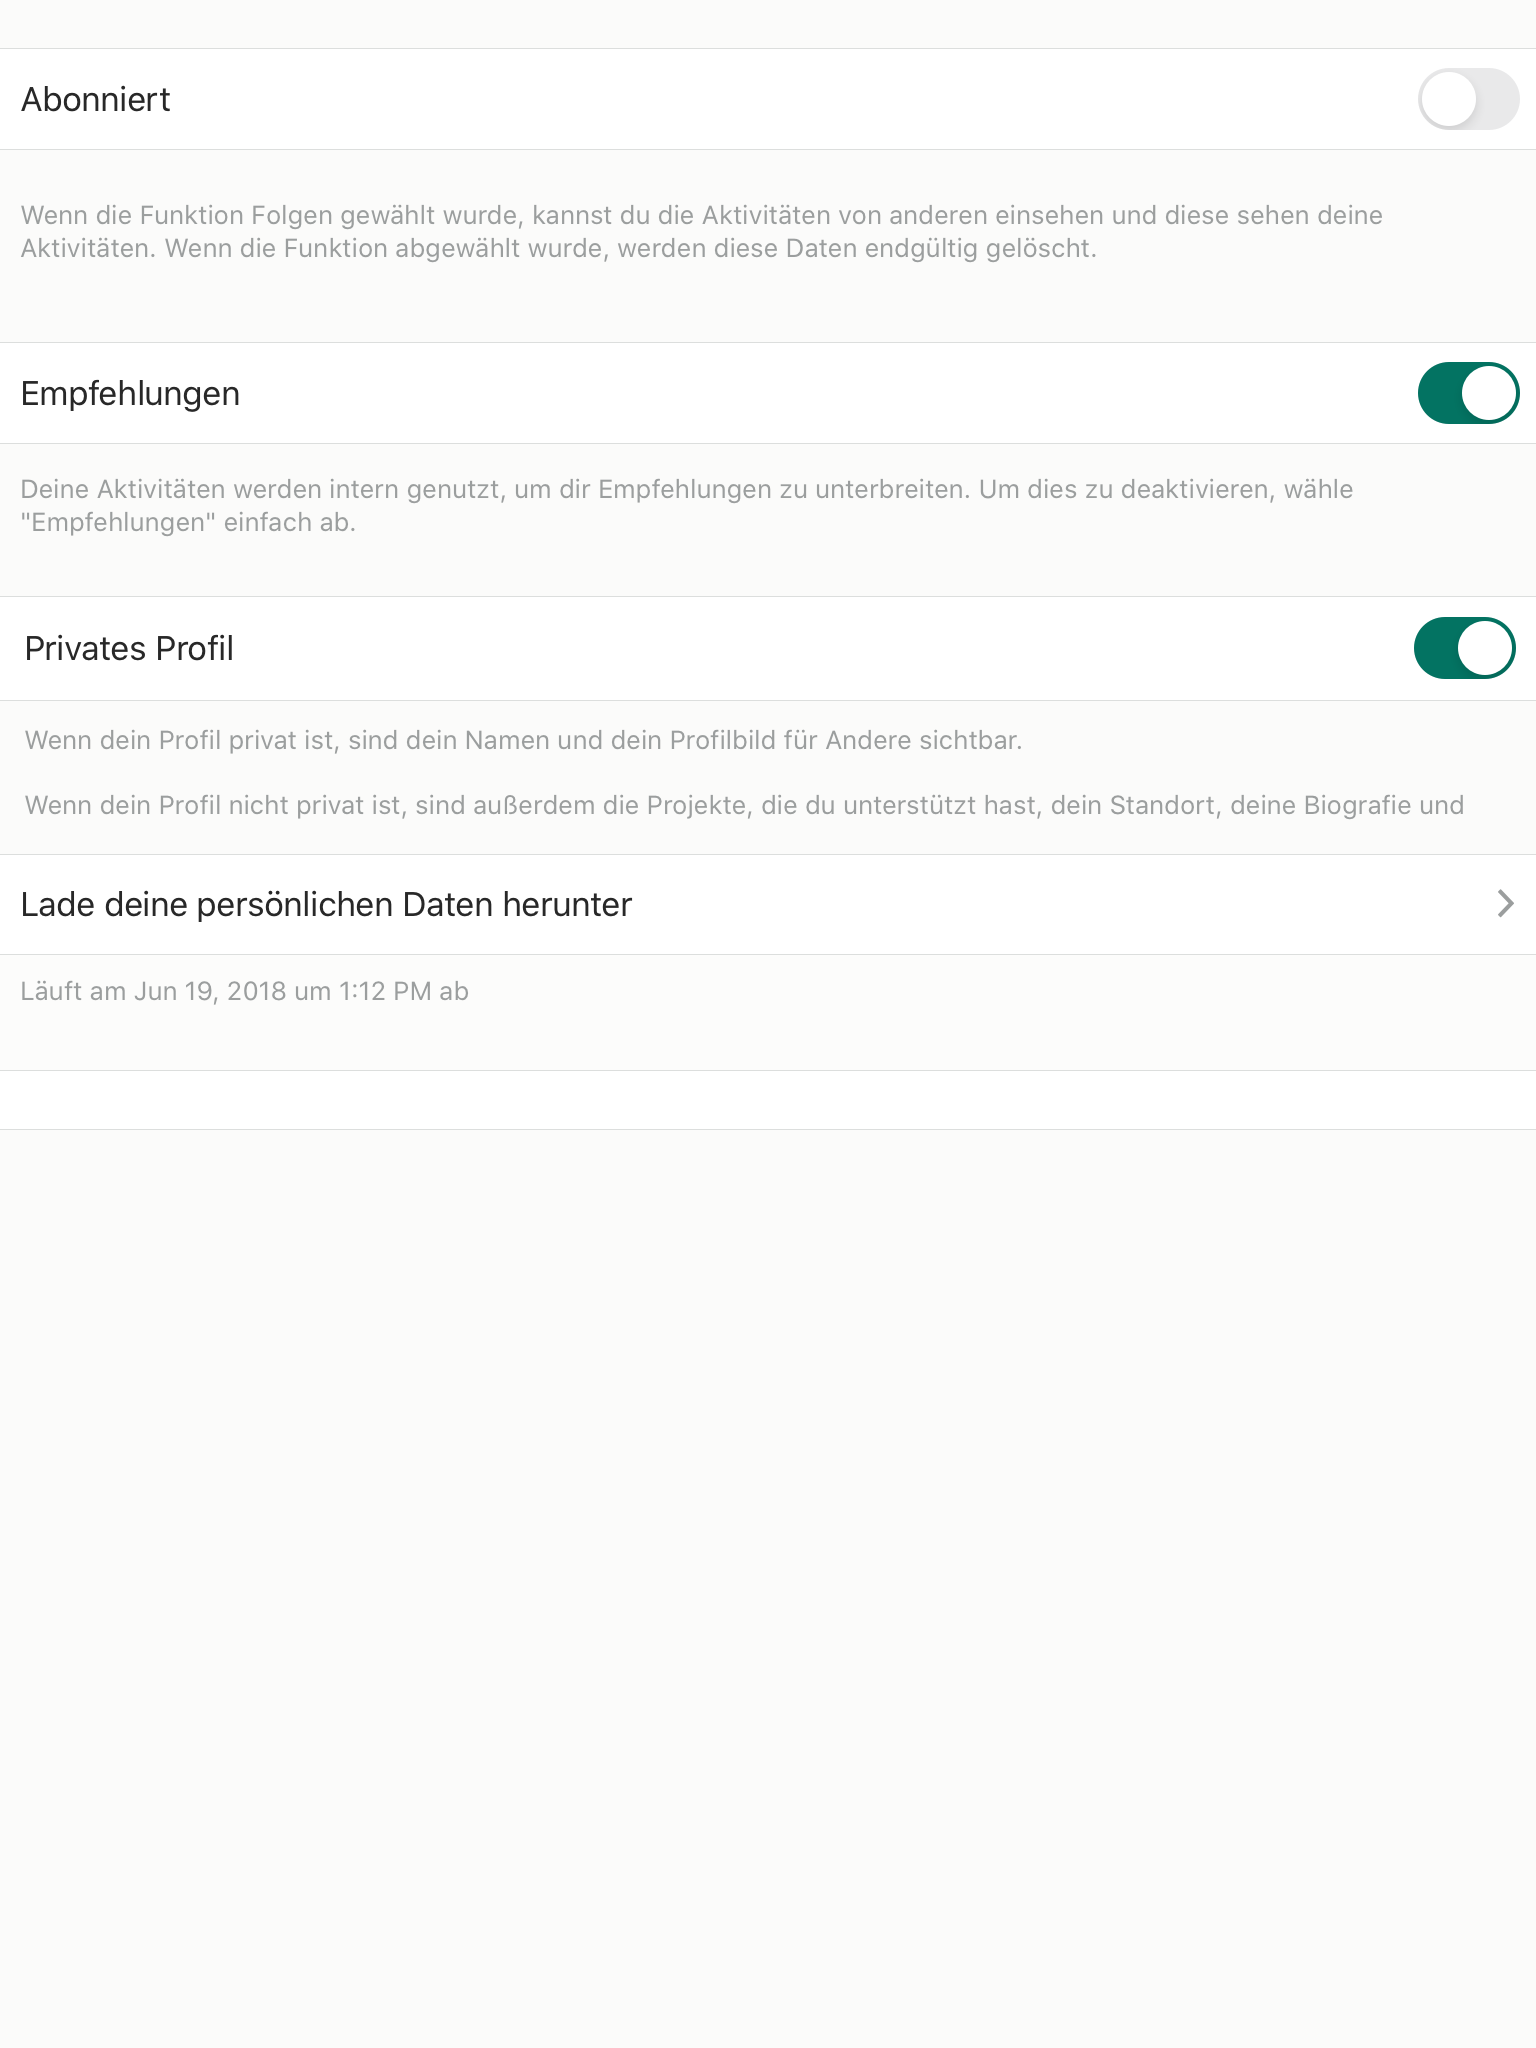 Abonniert
Wenn die Funktion Folgen gewählt wurde, kannst du die Aktivitäten von anderen einsehen und diese sehen deine
Aktivitäten. Wenn die Funktion abgewählt wurde, werden diese Daten endgültig gelöscht.
Empfehlungen
Deine Aktivitäten werden intern genutzt, um dir Empfehlungen zu unterbreiten. Um dies zu deaktivieren, wähle
"Empfehlungen" einfach ab.
Privates Profil
Wenn dein Profil privat ist, sind dein Namen und dein Profilbild für Andere sichtbar.
Wenn dein Profil nicht privat ist, sind außerdem die Projekte, die du unterstützt hast, dein Standort, deine Biografie und
Lade deine persönlichen Daten herunter
Läuft am Jun 19, 2018 um 1:12 PM ab